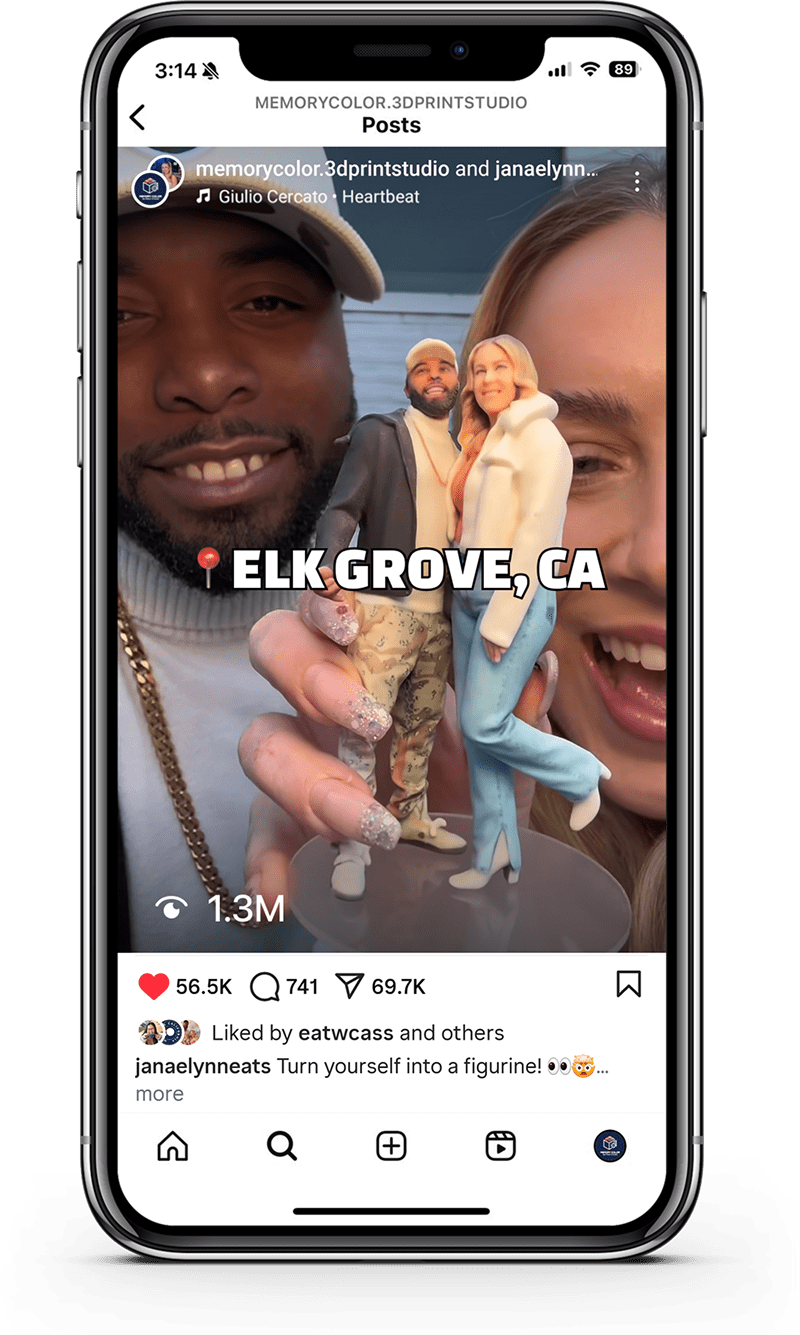 3:14
89
MEMORYCOLOR.3DPRINTSTUDIO
Posts
memorycolor.3dprintstudio and janaelynn...
Giulio Cercato • Heartbeat
📍 ELK GROVE, CA
1.3M
56.5K 741 69.7K
Liked by eatwcass and others
janaelynneats Turn yourself into a figurine! 👀🤯...
more